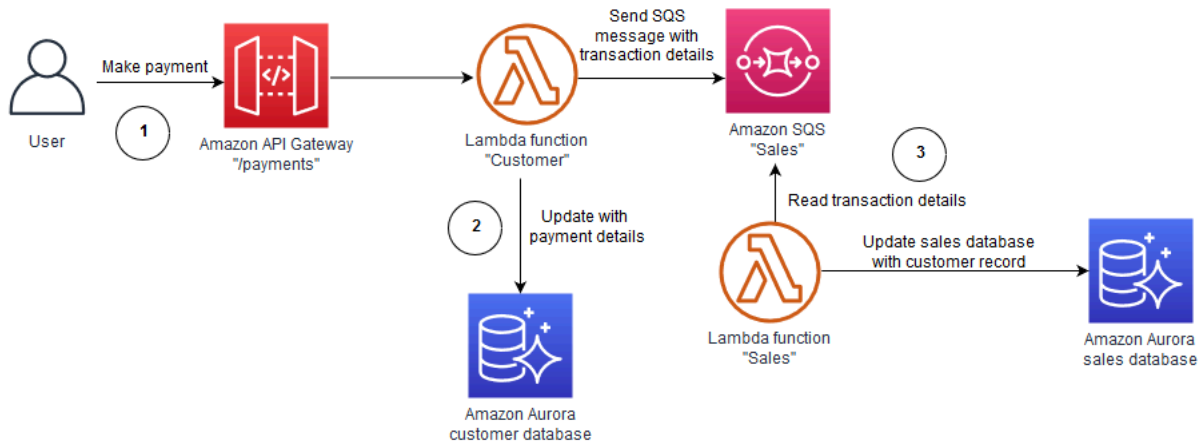 Make payment
1
User
Amazon API Gateway
"/payments"
Lambda function
"Customer"
Send SQS
message with
transaction details
Amazon SQS
"Sales"
3
Read transaction details
2
Update with
payment details
Amazon Aurora
customer database
Lambda function
"Sales"
Update sales database
with customer record
Amazon Aurora
sales database